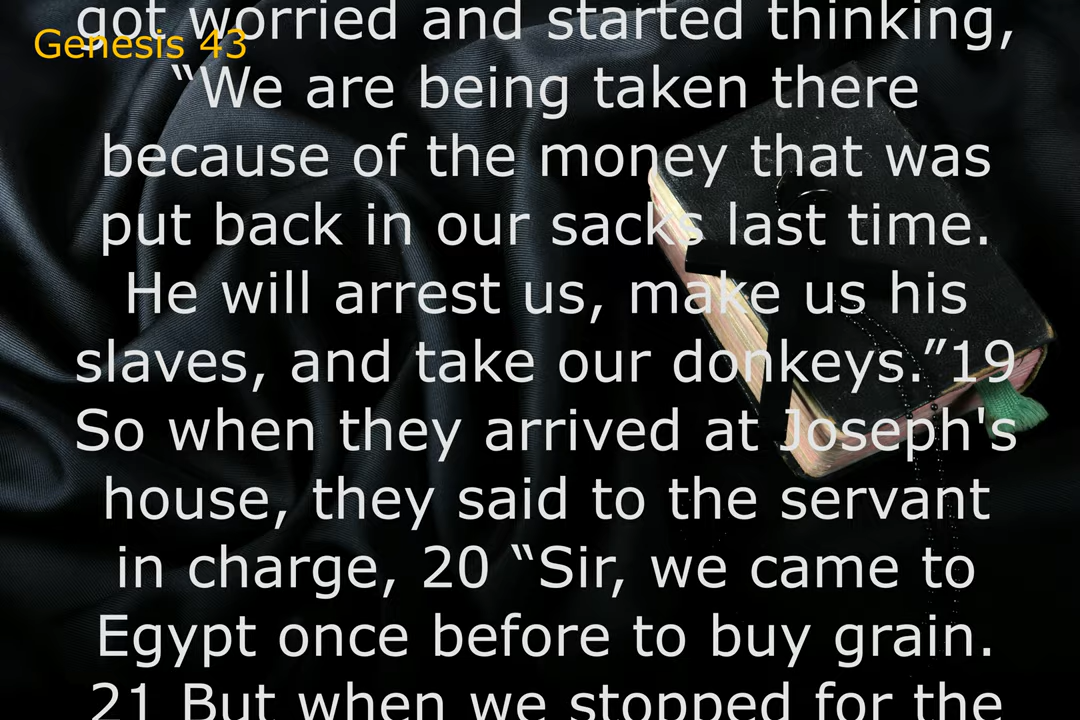 got worried and started thinking,
Genesis 43
“We are being taken there
because of the money that was
put back in our sacks last time.
He will arrest us, make us his
slaves, and take our donkeys.”19
So when they arrived at Joseph's
house, they said to the servant
in charge, 20 “Sir, we came to
Egypt once before to buy grain.
21 But when we stopped for the